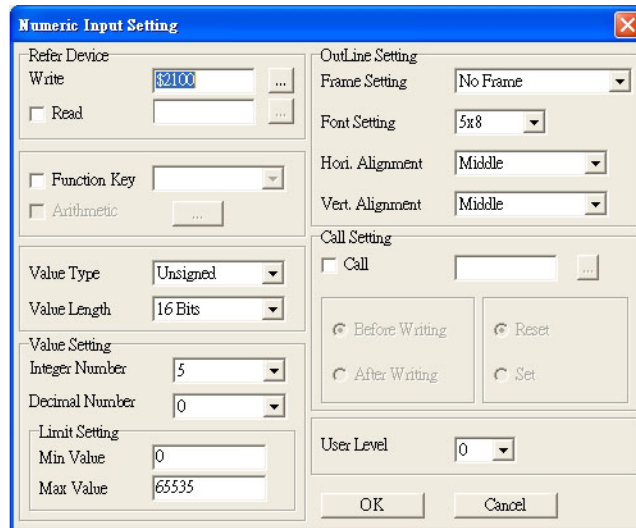 Numeric Input Setting
Refer Device
Write $2100 ...
Read ...
Function Key
Arithmetic ...
Value Type Unsigned
Value Length 16 Bits
Value Setting
Integer Number 5
Decimal Number 0
Limit Setting
Min Value 0
Max Value 65535
OutLine Setting
Frame Setting No Frame
Font Setting 5x8
Hori. Alignment Middle
Vert. Alignment Middle
Call Setting
Call ...
Before Writing
After Writing
Reset
Set
User Level 0
OK Cancel